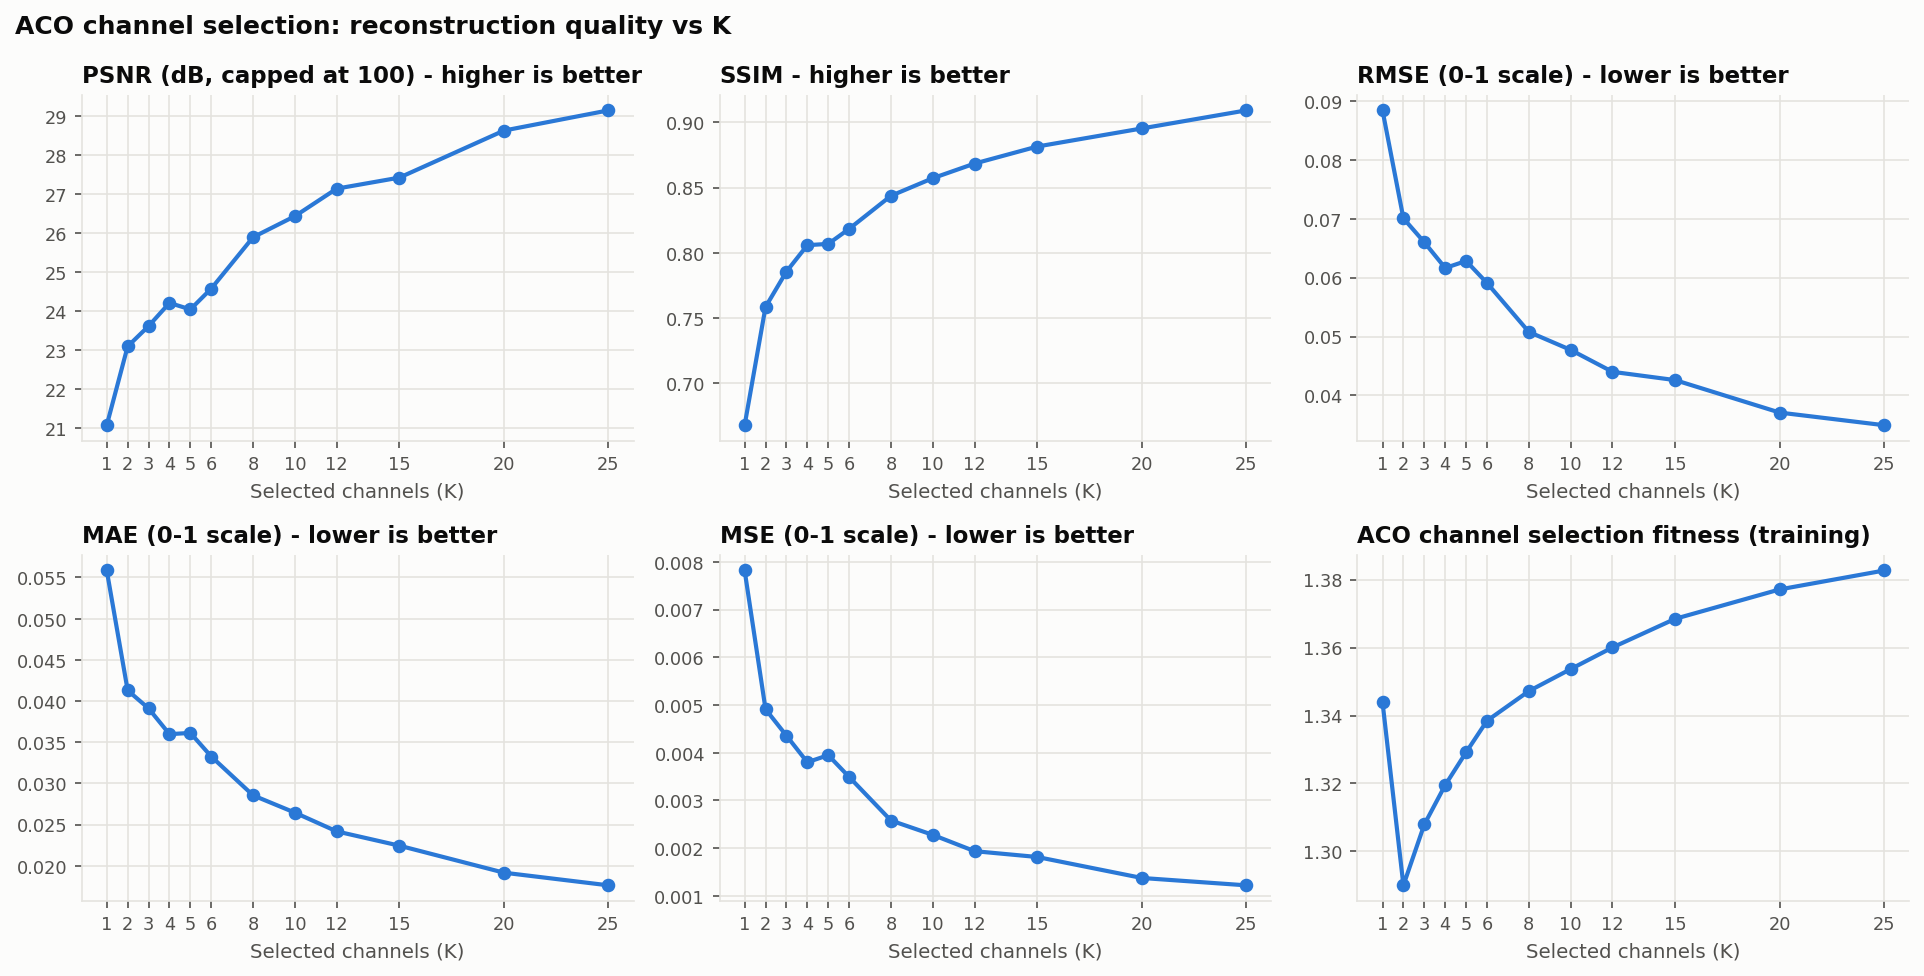 ACO channel selection: reconstruction quality vs K
PSNR (dB, capped at 100) - higher is better
29
28
27
26
25
24
23
22
21
1 2 3 4 5 6 8 10 12 15 20 25
Selected channels (K)
SSIM - higher is better
0.90
0.85
0.80
0.75
0.70
1 2 3 4 5 6 8 10 12 15 20 25
Selected channels (K)
RMSE (0-1 scale) - lower is better
0.09
0.08
0.07
0.06
0.05
0.04
1 2 3 4 5 6 8 10 12 15 20 25
Selected channels (K)
MAE (0-1 scale) - lower is better
0.055
0.050
0.045
0.040
0.035
0.030
0.025
0.020
1 2 3 4 5 6 8 10 12 15 20 25
Selected channels (K)
MSE (0-1 scale) - lower is better
0.008
0.007
0.006
0.005
0.004
0.003
0.002
0.001
1 2 3 4 5 6 8 10 12 15 20 25
Selected channels (K)
ACO channel selection fitness (training)
1.38
1.36
1.34
1.32
1.30
1 2 3 4 5 6 8 10 12 15 20 25
Selected channels (K)